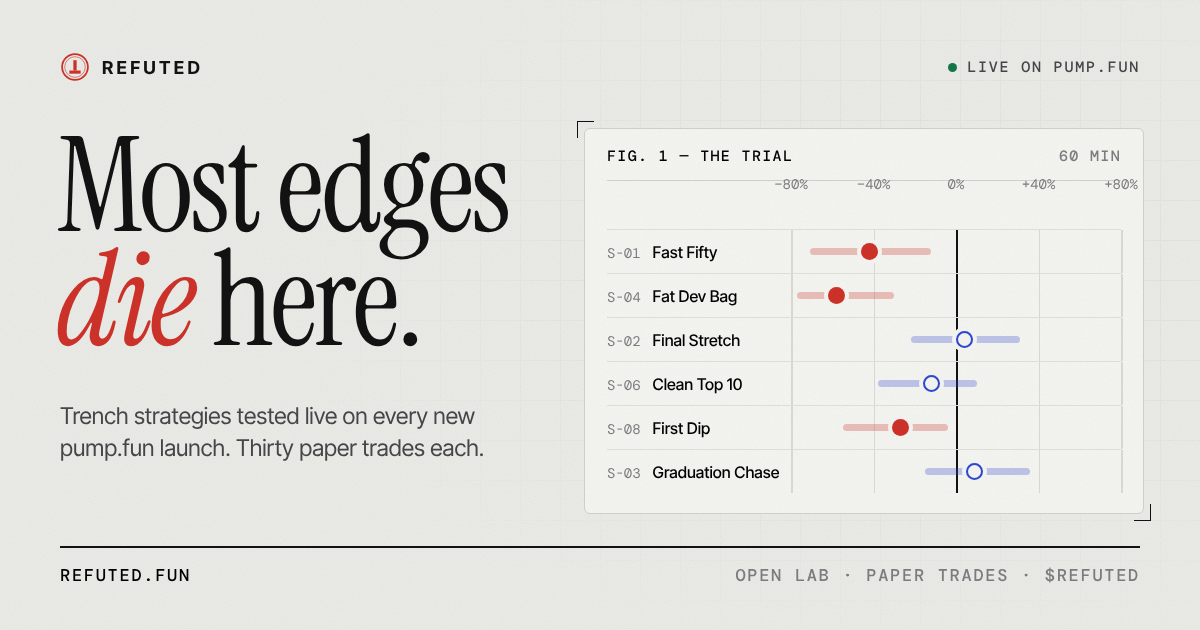 REFUTED
LIVE ON PUMP.FUN
Most edges
die here.
Trench strategies tested live on every new
pump.fun launch. Thirty paper trades each.
FIG. 1 — THE TRIAL
60 MIN
−80% −40% 0% +40% +80%
S-01 Fast Fifty
S-04 Fat Dev Bag
S-02 Final Stretch
S-06 Clean Top 10
S-08 First Dip
S-03 Graduation Chase
REFUTED.FUN
OPEN LAB · PAPER TRADES · $REFUTED